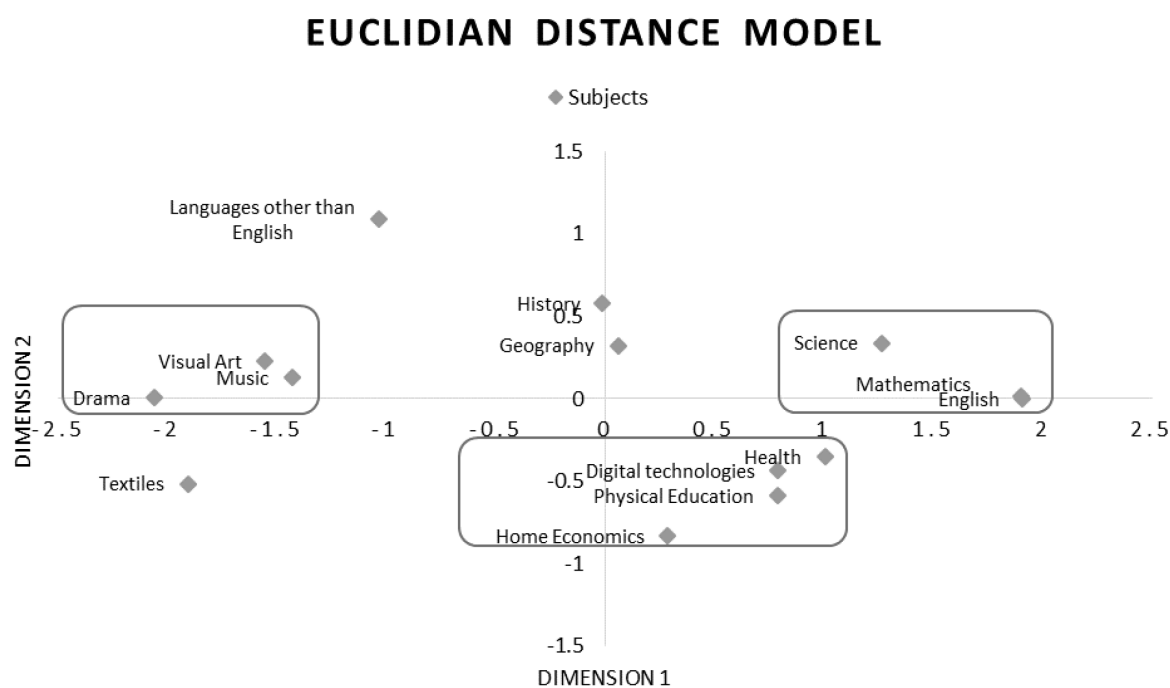 EUCLIDIAN DISTANCE MODEL
Subjects
1.5
Languages other than
English
1
History
0.5
Geography
Science
Visual Art
Music
Mathematics
Drama
0
English
DIMENSION 2
-2.5 -2 -1.5 -1 -0.5 0 0.5 1 1.5 2 2.5
Health
Digital technologies
-0.5
Textiles
Physical Education
Home Economics
-1
-1.5
DIMENSION 1